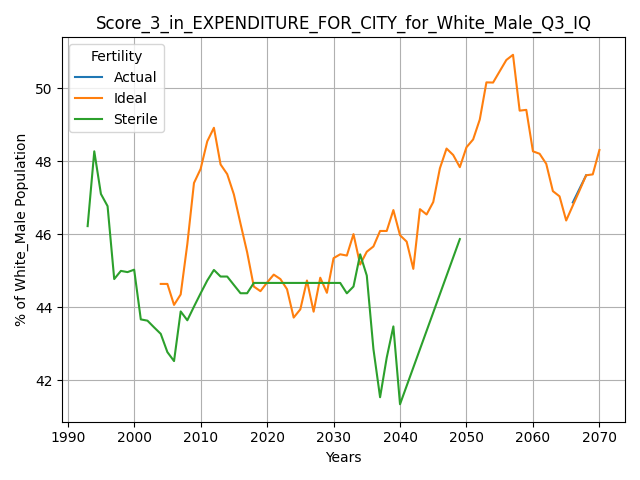 Score_3_in_EXPENDITURE_FOR_CITY_for_White_Male_Q3_IQ
Fertility
Actual
Ideal
Sterile
% of White_Male Population
50
48
46
44
42
1990 2000 2010 2020 2030 2040 2050 2060 2070
Years